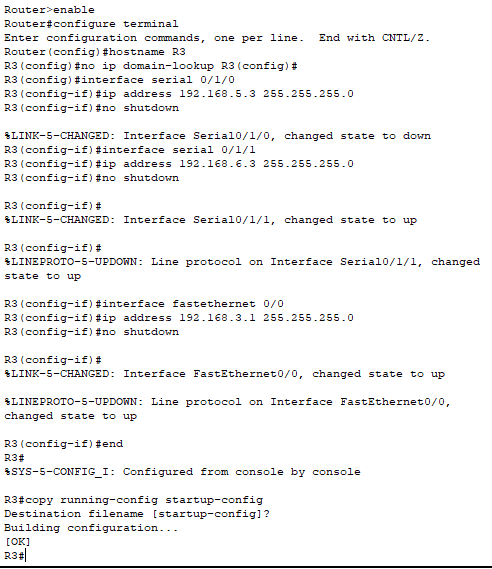 Router>enable
Router#configure terminal
Enter configuration commands, one per line.  End with CNTL/Z.
Router(config)#hostname R3
R3(config)#no ip domain-lookup R3(config)#
R3(config)#interface serial 0/1/0
R3(config-if)#ip address 192.168.5.3 255.255.255.0
R3(config-if)#no shutdown

%LINK-5-CHANGED: Interface Serial0/1/0, changed state to down
R3(config-if)#interface serial 0/1/1
R3(config-if)#ip address 192.168.6.3 255.255.255.0
R3(config-if)#no shutdown

R3(config-if)#
%LINK-5-CHANGED: Interface Serial0/1/1, changed state to up

R3(config-if)#
%LINEPROTO-5-UPDOWN: Line protocol on Interface Serial0/1/1, changed
state to up

R3(config-if)#interface fastethernet 0/0
R3(config-if)#ip address 192.168.3.1 255.255.255.0
R3(config-if)#no shutdown

R3(config-if)#
%LINK-5-CHANGED: Interface FastEthernet0/0, changed state to up

%LINEPROTO-5-UPDOWN: Line protocol on Interface FastEthernet0/0,
changed state to up

R3(config-if)#end
R3#
%SYS-5-CONFIG_I: Configured from console by console

R3#copy running-config startup-config
Destination filename [startup-config]?
Building configuration...
[OK]
R3#